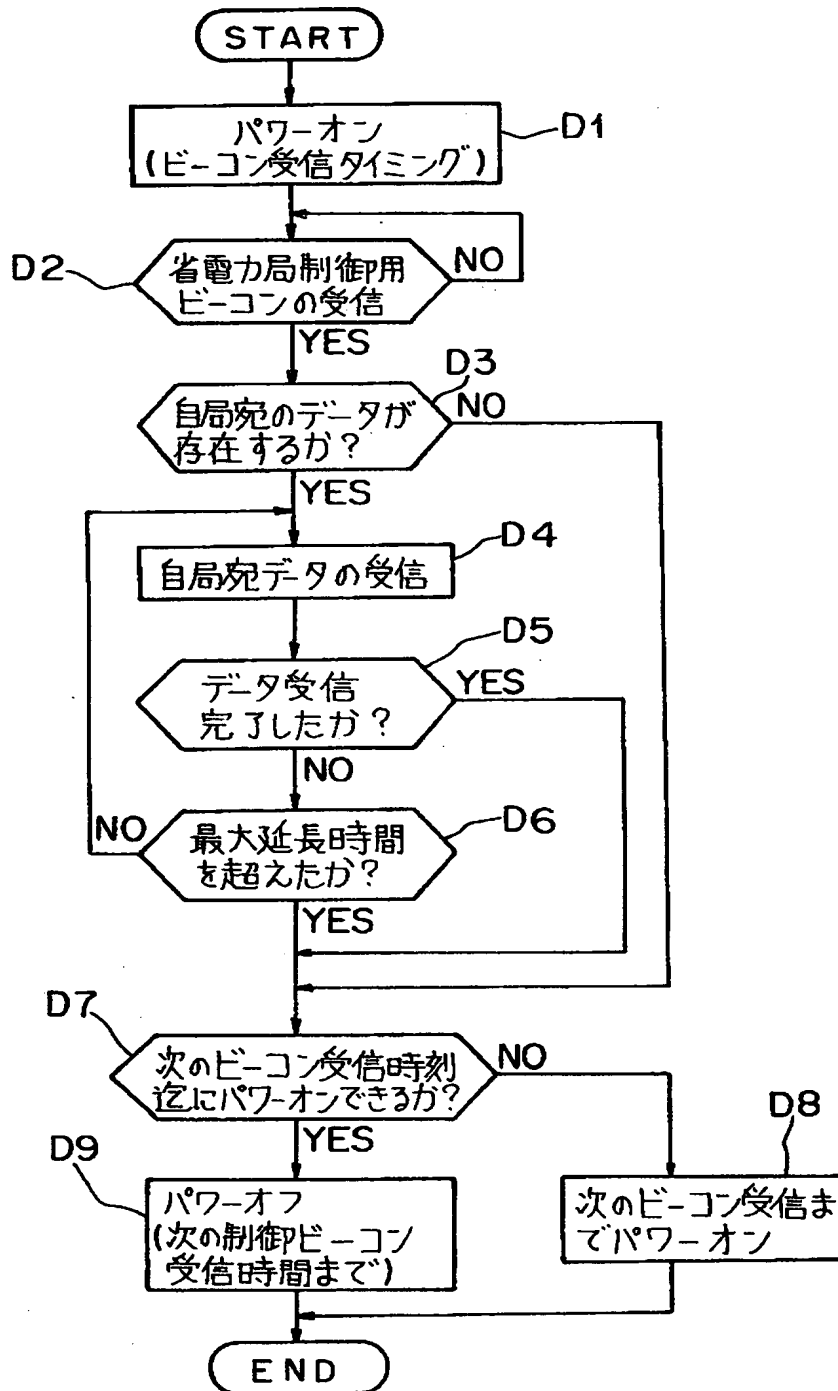 START
パワーオン
(ビーコン受信タイミング)
D1
D2
省電力局制御用
ビーコンの受信
NO
YES
D3
自局宛のデータが
存在するか?
NO
YES
D4
自局宛データの受信
D5
データ受信
完了したか?
YES
NO
D6
最大延長時間
を超えたか?
NO
YES
D7
次のビーコン受信時刻
迄にパワーオンできるか?
NO
YES
D8
次のビーコン受信ま
でパワーオン
D9
パワーオフ
(次の制御ビーコン
受信時間まで)
END